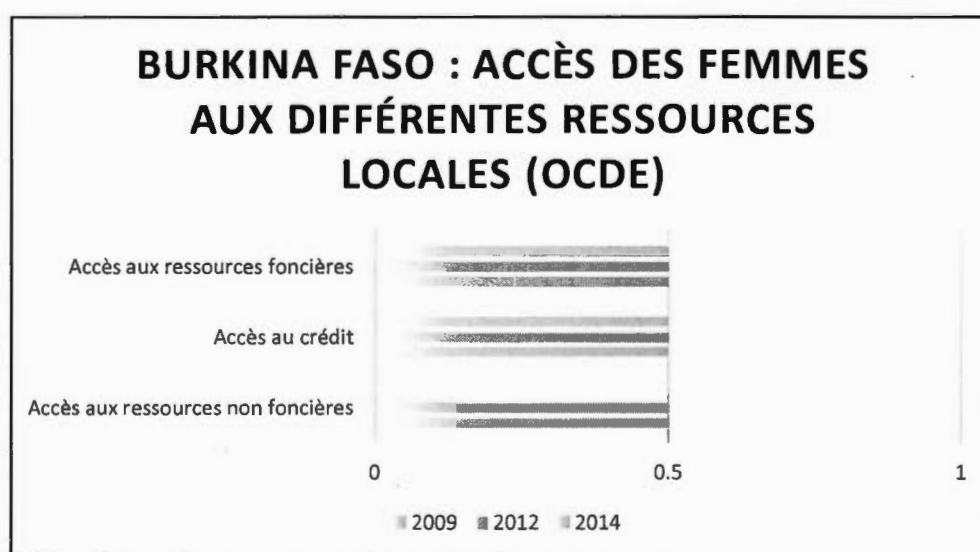 BURKINA FASO : ACCÈS DES FEMMES
AUX DIFFÉRENTES RESSOURCES
LOCALES (OCDE)
Accès aux ressources foncières
Accès au crédit
Accès aux ressources non foncières
0
0.5
1
2009 2012 2014